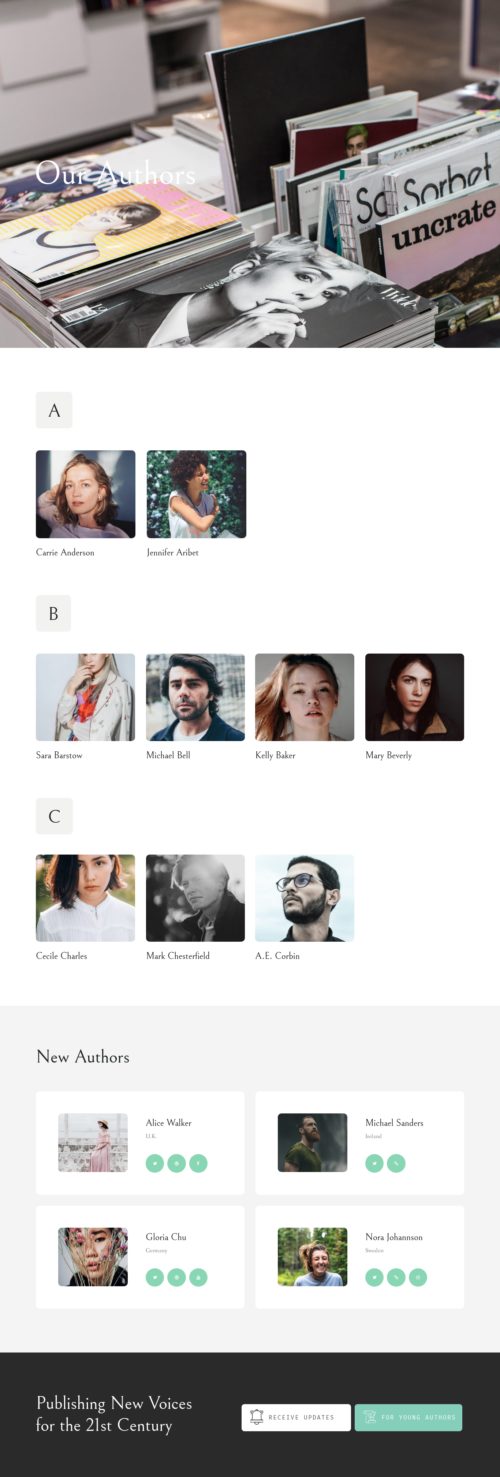 Our Authors
Sorbet
uncrate
A
Carrie Anderson
Jennifer Aribet
B
Sara Barstow
Michael Bell
Kelly Baker
Mary Beverly
C
Cecile Charles
Mark Chesterfield
A.E. Corbin
New Authors
Alice Walker
U.K.
Michael Sanders
Ireland
Gloria Chu
Germany
Nora Johannson
Sweden
Publishing New Voices
for the 21st Century
RECEIVE UPDATES
FOR YOUNG AUTHORS